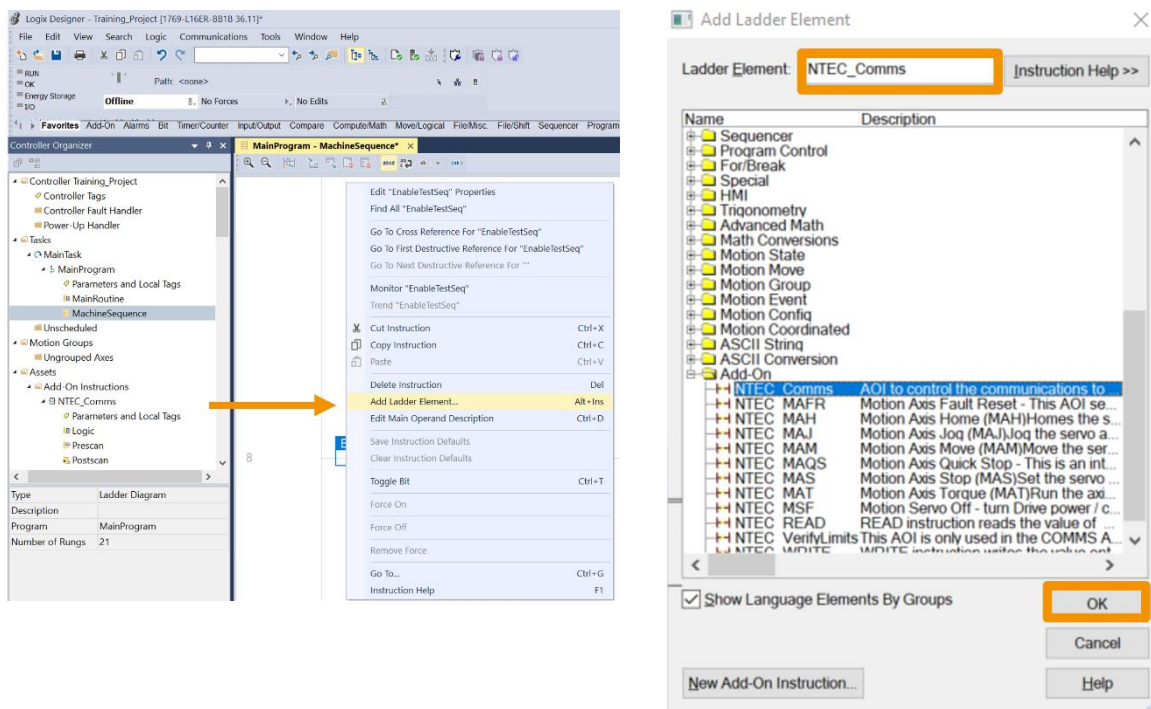 Logix Designer - Training_Project [1769-L16ER-BB1B 36.11]*
File Edit View Search Logic Communications Tools Window Help
RUN
OK
Energy Storage
I/O
Path: <none>
Offline
No Forces
No Edits
Favorites Add-On Alarms Bit Timer/Counter Input/Output Compare Compute/Math Move/Logical File/Misc. File/Shift Sequencer Program
Controller Organizer
MainProgram - MachineSequence*
Controller Training_Project
Controller Tags
Controller Fault Handler
Power-Up Handler
Tasks
MainTask
MainProgram
Parameters and Local Tags
MainRoutine
MachineSequence
Unscheduled
Motion Groups
Ungrouped Axes
Assets
Add-On Instructions
NTEC_Comms
Parameters and Local Tags
Logic
Prescan
Postscan
Type Ladder Diagram
Description
Program MainProgram
Number of Rungs 21
8
Edit "EnableTestSeq" Properties
Find All "EnableTestSeq"
Go To Cross Reference For "EnableTestSeq"
Go To First Destructive Reference For "EnableTestSeq"
Go To Next Destructive Reference For ""
Monitor "EnableTestSeq"
Trend "EnableTestSeq"
Cut Instruction Ctrl+X
Copy Instruction Ctrl+C
Paste Ctrl+V
Delete Instruction Del
Add Ladder Element... Alt+Ins
Edit Main Operand Description Ctrl+D
Save Instruction Defaults
Clear Instruction Defaults
Toggle Bit Ctrl+T
Force On
Force Off
Remove Force
Go To... Ctrl+G
Instruction Help F1
Add Ladder Element
Ladder Element: NTEC_Comms Instruction Help >>
Name Description
Sequencer
Program Control
For/Break
Special
HMI
Trigonometry
Advanced Math
Math Conversions
Motion State
Motion Move
Motion Group
Motion Event
Motion Config
Motion Coordinated
ASCII String
ASCII Conversion
Add-On
NTEC_Comms AOI to control the communications to ...
NTEC_MAFR Motion Axis Fault Reset - This AOI se...
NTEC_MAH Motion Axis Home (MAH)Homes the s...
NTEC_MAJ Motion Axis Jog (MAJ)Jog the servo a...
NTEC_MAM Motion Axis Move (MAM)Move the ser...
NTEC_MAQS Motion Axis Quick Stop - This is an int...
NTEC_MAS Motion Axis Stop (MAS)Set the servo ...
NTEC_MAT Motion Axis Torque (MAT)Run the axi...
NTEC_MSF Motion Servo Off - turn Drive power / c...
NTEC_READ READ instruction reads the value of ...
NTEC_VerifyLimits This AOI is only used in the COMMS A...
NTEC_WRITE WRITE instruction writes the value ent...
Show Language Elements By Groups
OK
Cancel
New Add-On Instruction...
Help